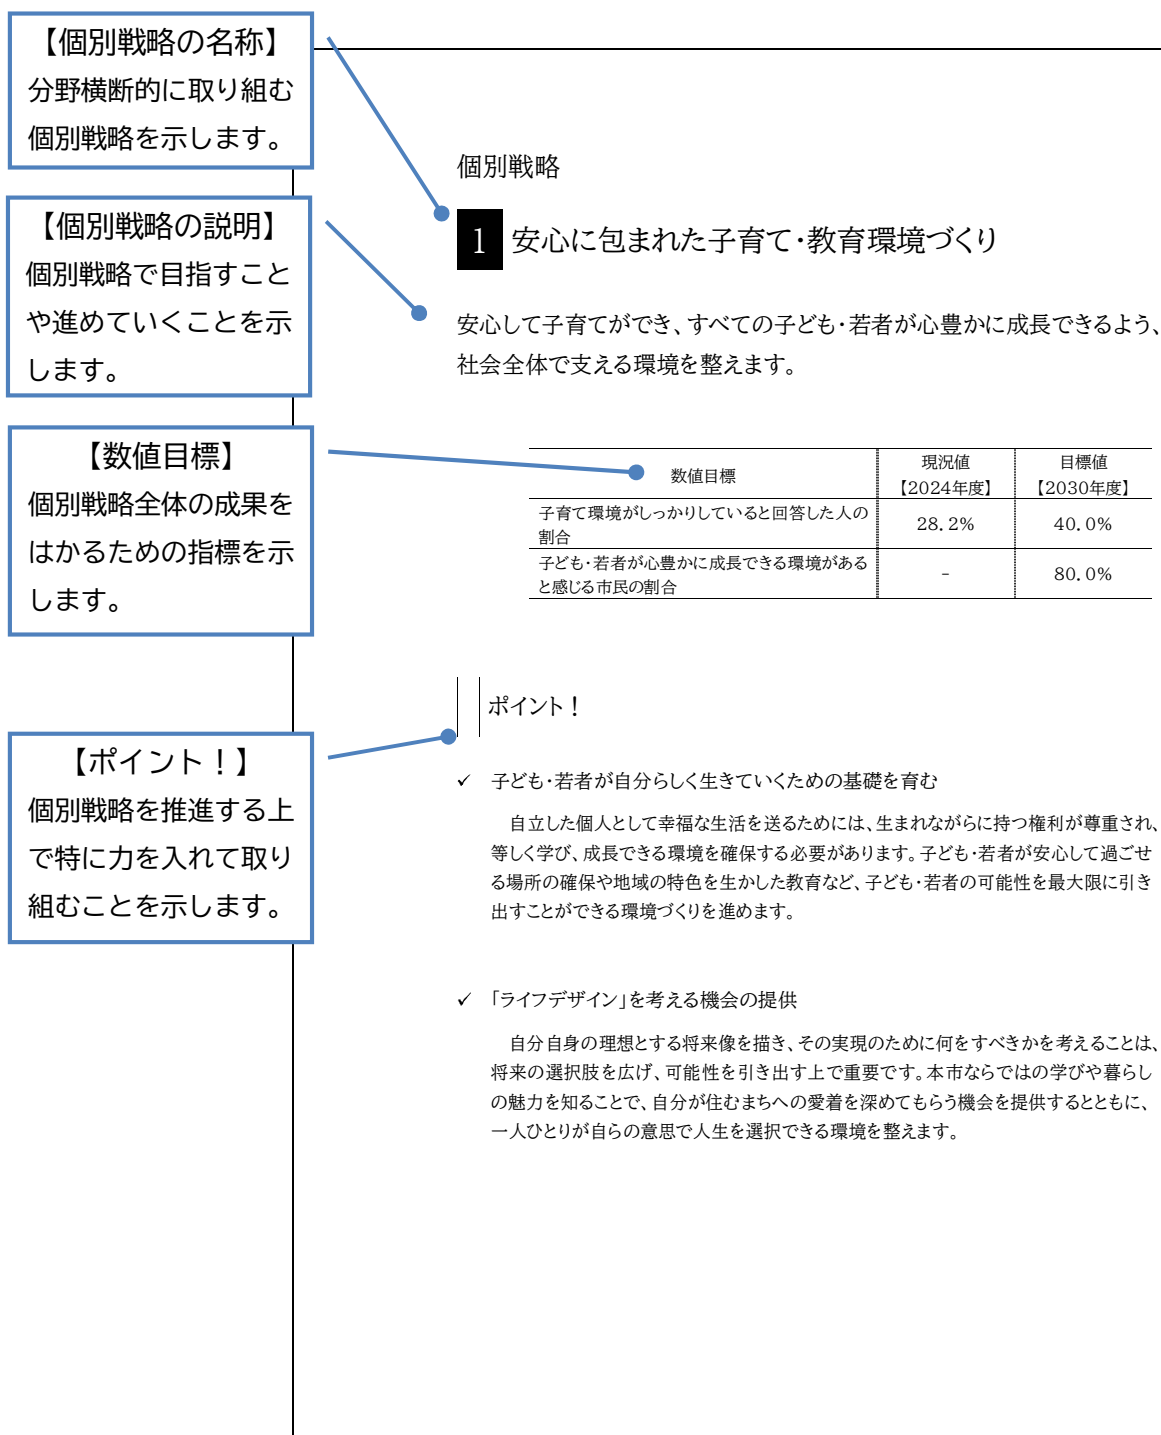 【個別戦略の名称】
分野横断的に取り組む
個別戦略を示します。
【個別戦略の説明】
個別戦略で目指すこと
や進めていくことを示
します。
【数値目標】
個別戦略全体の成果を
はかるための指標を示
します。
【ポイント！】
個別戦略を推進する上
で特に力を入れて取り
組むことを示します。
個別戦略
1 安心に包まれた子育て・教育環境づくり
安心して子育てができ、すべての子ども・若者が心豊かに成長できるよう、
社会全体で支える環境を整えます。
数値目標 現況値 目標値
【2024年度】 【2030年度】
子育て環境がしっかりしていると回答した人の
割合 28.2% 40.0%
子ども・若者が心豊かに成長できる環境がある
と感じる市民の割合 - 80.0%
ポイント！
✓ 子ども・若者が自分らしく生きていくための基礎を育む
自立した個人として幸福な生活を送るためには、生まれながらに持つ権利が尊重され、
等しく学び、成長できる環境を確保する必要があります。子ども・若者が安心して過ごせ
る場所の確保や地域の特色を生かした教育など、子ども・若者の可能性を最大限に引き
出すことができる環境づくりを進めます。
✓ 「ライフデザイン」を考える機会の提供
自分自身の理想とする将来像を描き、その実現のために何をすべきかを考えることは、
将来の選択肢を広げ、可能性を引き出す上で重要です。本市ならではの学びや暮らし
の魅力を知ることで、自分が住むまちへの愛着を深めてもらう機会を提供するとともに、
一人ひとりが自らの意思で人生を選択できる環境を整えます。